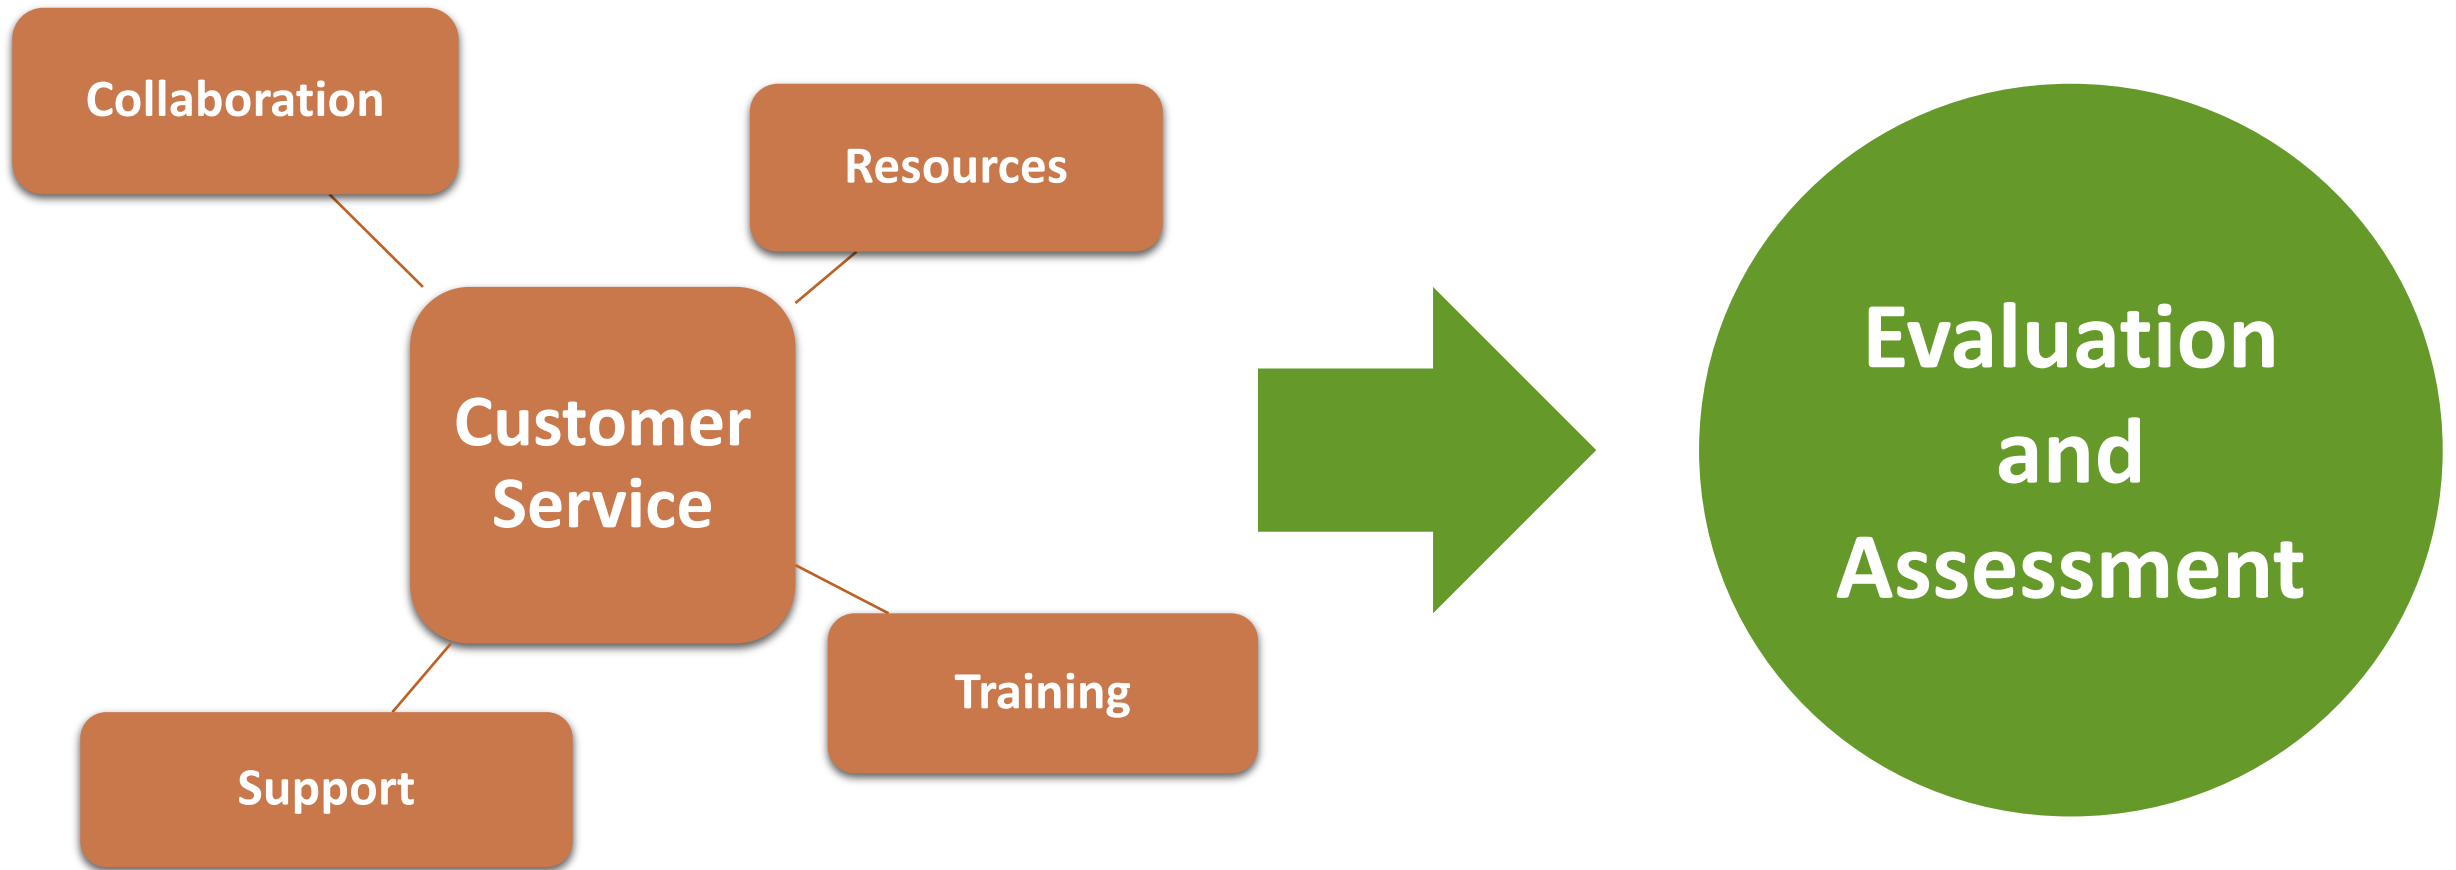 Collaboration
Resources
Customer
Service
Training
Support
Evaluation
and
Assessment